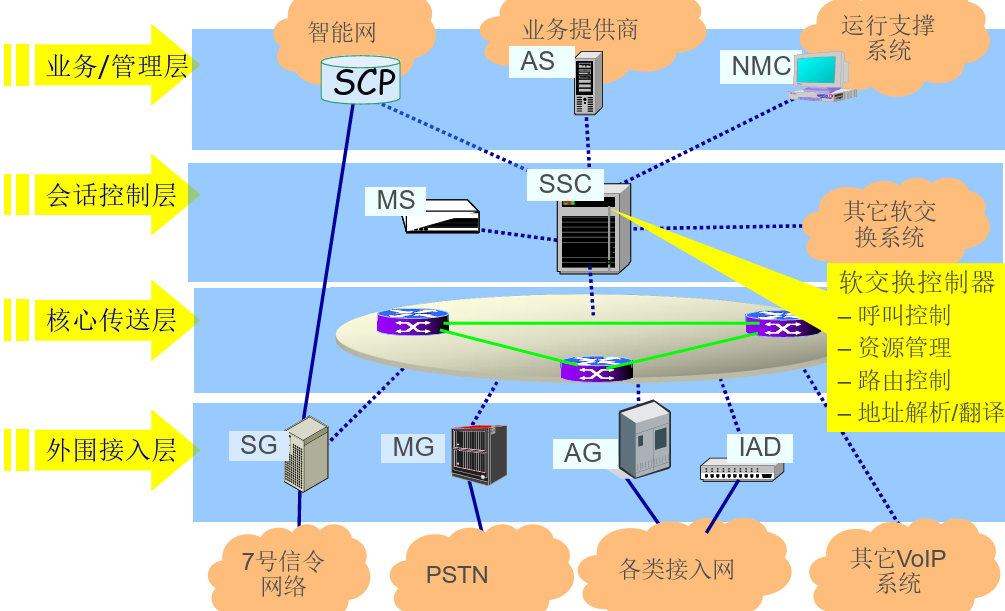 智能网
业务提供商
运行支撑
系统
业务/管理层
SCP
AS
NMC
会话控制层
MS
SSC
其它软交
换系统
软交换控制器
– 呼叫控制
– 资源管理
– 路由控制
– 地址解析/翻译
核心传送层
外围接入层
SG
MG
AG
IAD
7号信令
网络
PSTN
各类接入网
其它VoIP
系统